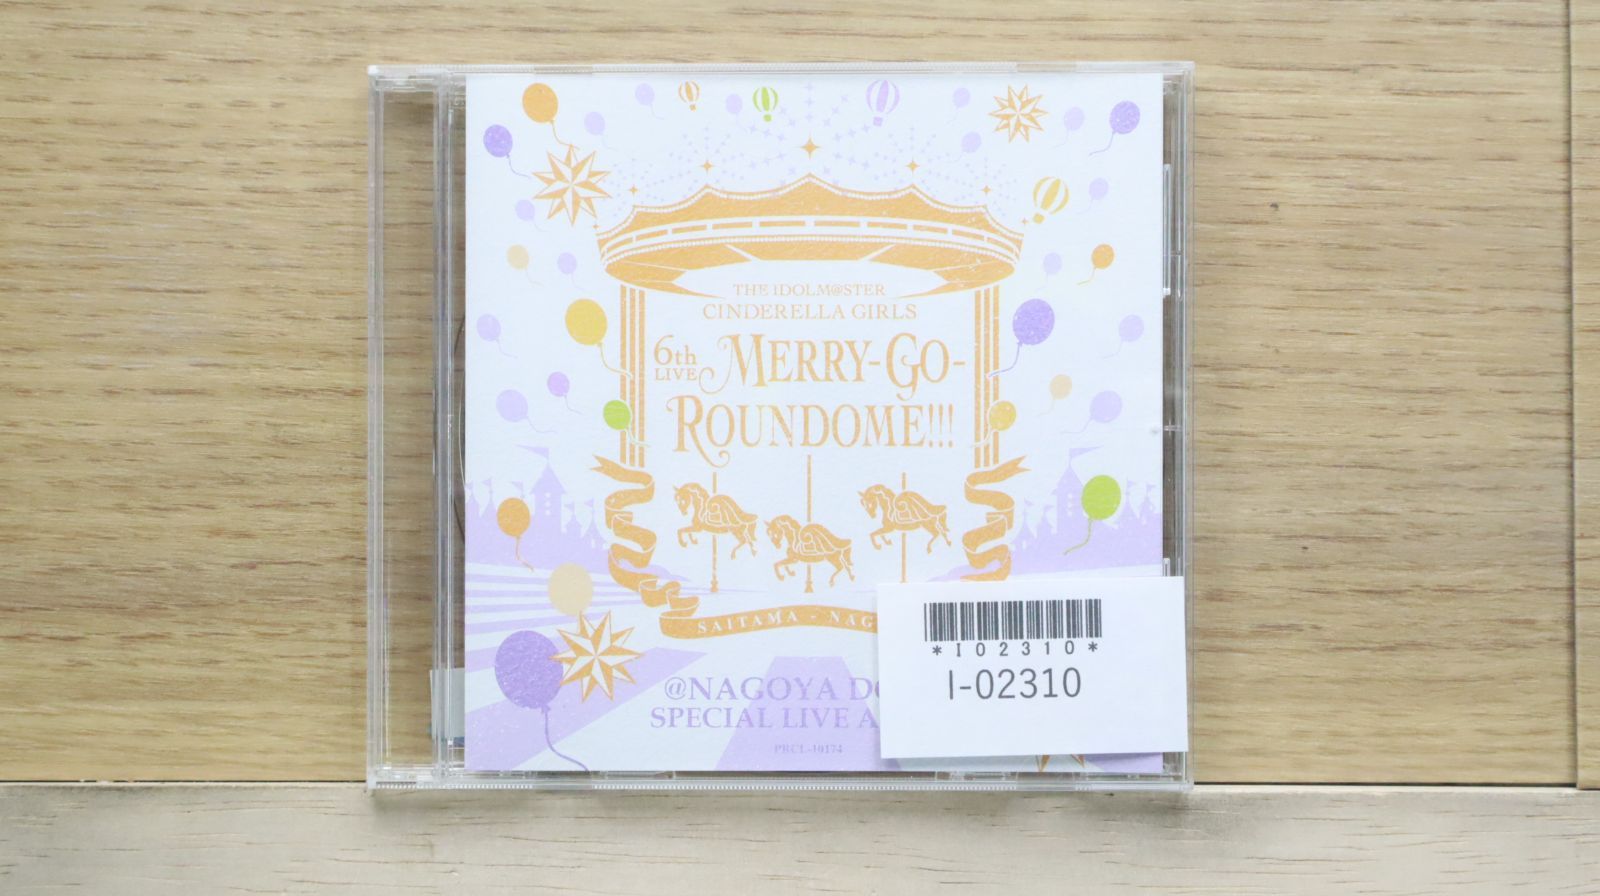 THE IDOLM@STER
CINDERELLA GIRLS
6th
LIVE
MERRY-GO-
ROUNDOME!!!
SAITAMA - NAG
@NAGOYA DO
SPECIAL LIVE A
PRCL-10174
*I02310*
I-02310